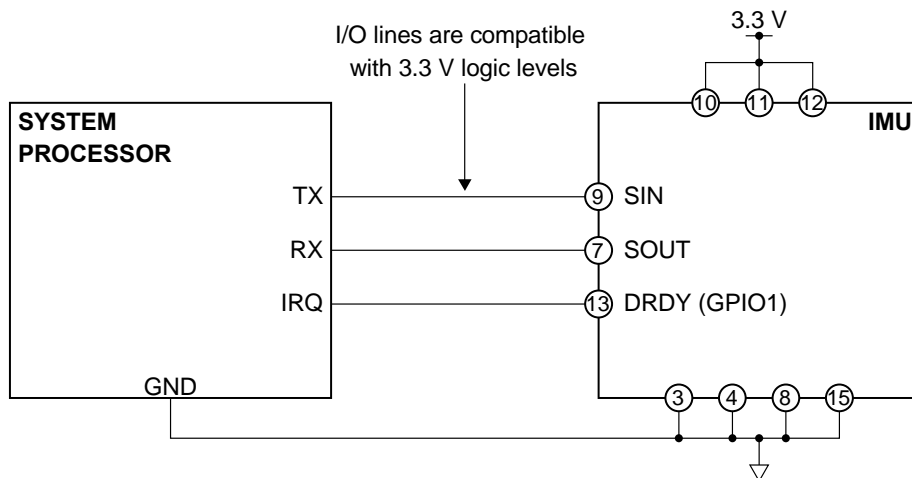 3.3 V
I/O lines are compatible
with 3.3 V logic levels
10 11 12
SYSTEM
PROCESSOR
IMU
TX 9 SIN
RX 7 SOUT
IRQ 13 DRDY (GPIO1)
GND
3 4 8 15